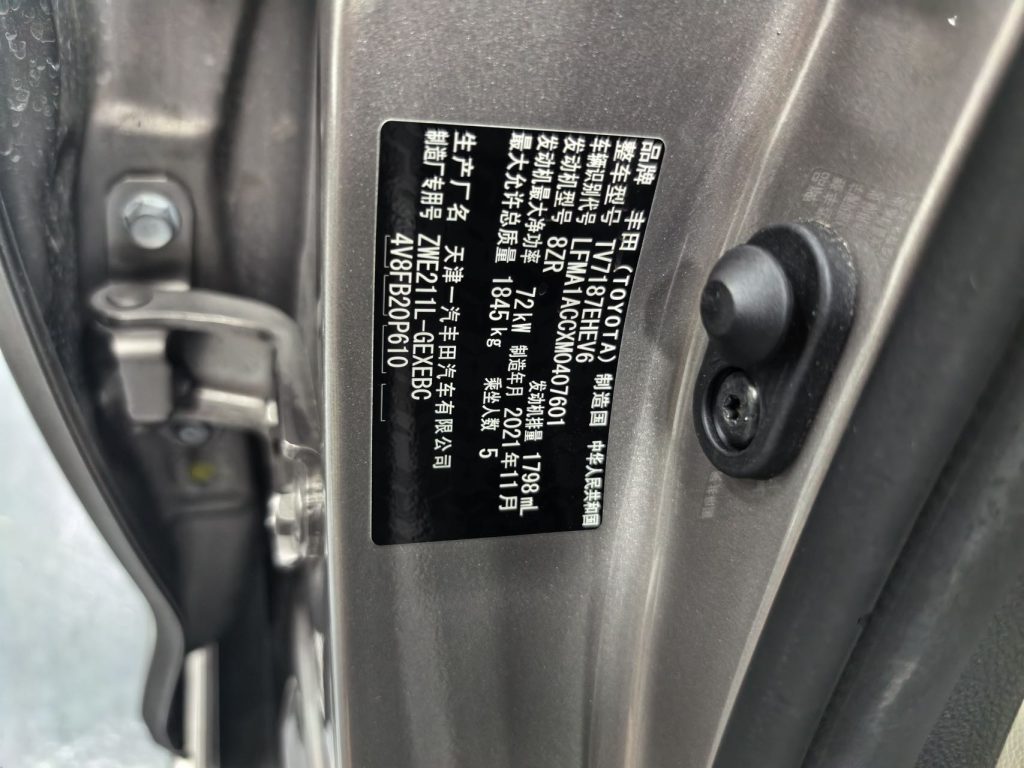 品牌 丰田 (TOYOTA) 制造国 中华人民共和国
整车型号 TV7187EHEV6
车辆识别代号 LFMA1ACCXM0407601
发动机型号 8ZR 发动机排量 1798mL
发动机最大净功率 72kW 制造年月 2021年11月
最大允许总质量 1845kg 乘坐人数 5
生产厂名 天津一汽丰田汽车有限公司
制造厂专用号 ZWE211L-GEXEBC
4V8FB20P610